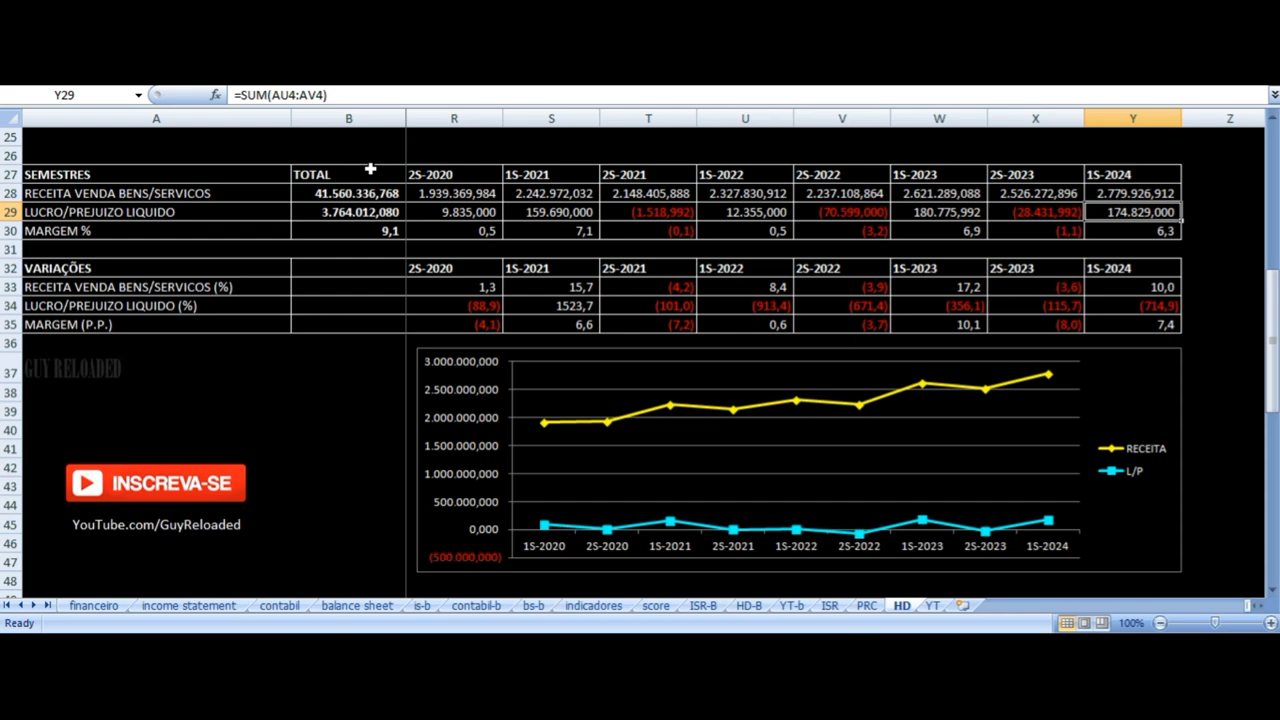 Y29 =SUM(AU4:AV4)
A B R S T U V W X Y Z
25
26
27 SEMESTRES TOTAL 2S-2020 1S-2021 2S-2021 1S-2022 2S-2022 1S-2023 2S-2023 1S-2024
28 RECEITA VENDA BENS/SERVICOS 41.560.336,768 1.939.369,984 2.242.972,032 2.148.405,888 2.327.830,912 2.237.108,864 2.621.289,088 2.526.272,896 2.779.926,912
29 LUCRO/PREJUIZO LIQUIDO 3.764.012,080 9.835,000 159.690,000 (1.518,992) 12.355,000 (70.599,000) 180.775,992 (28.431,992) 174.829,000
30 MARGEM % 9,1 0,5 7,1 (0,1) 0,5 (3,2) 6,9 (1,1) 6,3
31
32 VARIAÇÕES 2S-2020 1S-2021 2S-2021 1S-2022 2S-2022 1S-2023 2S-2023 1S-2024
33 RECEITA VENDA BENS/SERVICOS (%) 1,3 15,7 (4,2) 8,4 (3,9) 17,2 (3,6) 10,0
34 LUCRO/PREJUIZO LIQUIDO (%) (88,9) 1523,7 (101,0) (913,4) (671,4) (356,1) (115,7) (714,9)
35 MARGEM (P.P.) (4,1) 6,6 (7,2) 0,6 (3,7) 10,1 (8,0) 7,4
36
37 GUY RELOADED
38
39
40
41
42
43
44
45
46
47
48
INSCREVA-SE
YouTube.com/GuyReloaded
3.000.000,000
2.500.000,000
2.000.000,000
1.500.000,000
1.000.000,000
500.000,000
0,000
(500.000,000)
1S-2020 2S-2020 1S-2021 2S-2021 1S-2022 2S-2022 1S-2023 2S-2023 1S-2024
RECEITA
L/P
financeiro income statement contabil balance sheet is-b contabil-b bs-b indicadores score ISR-B HD-B YT-b ISR PRC HD YT
Ready 100%